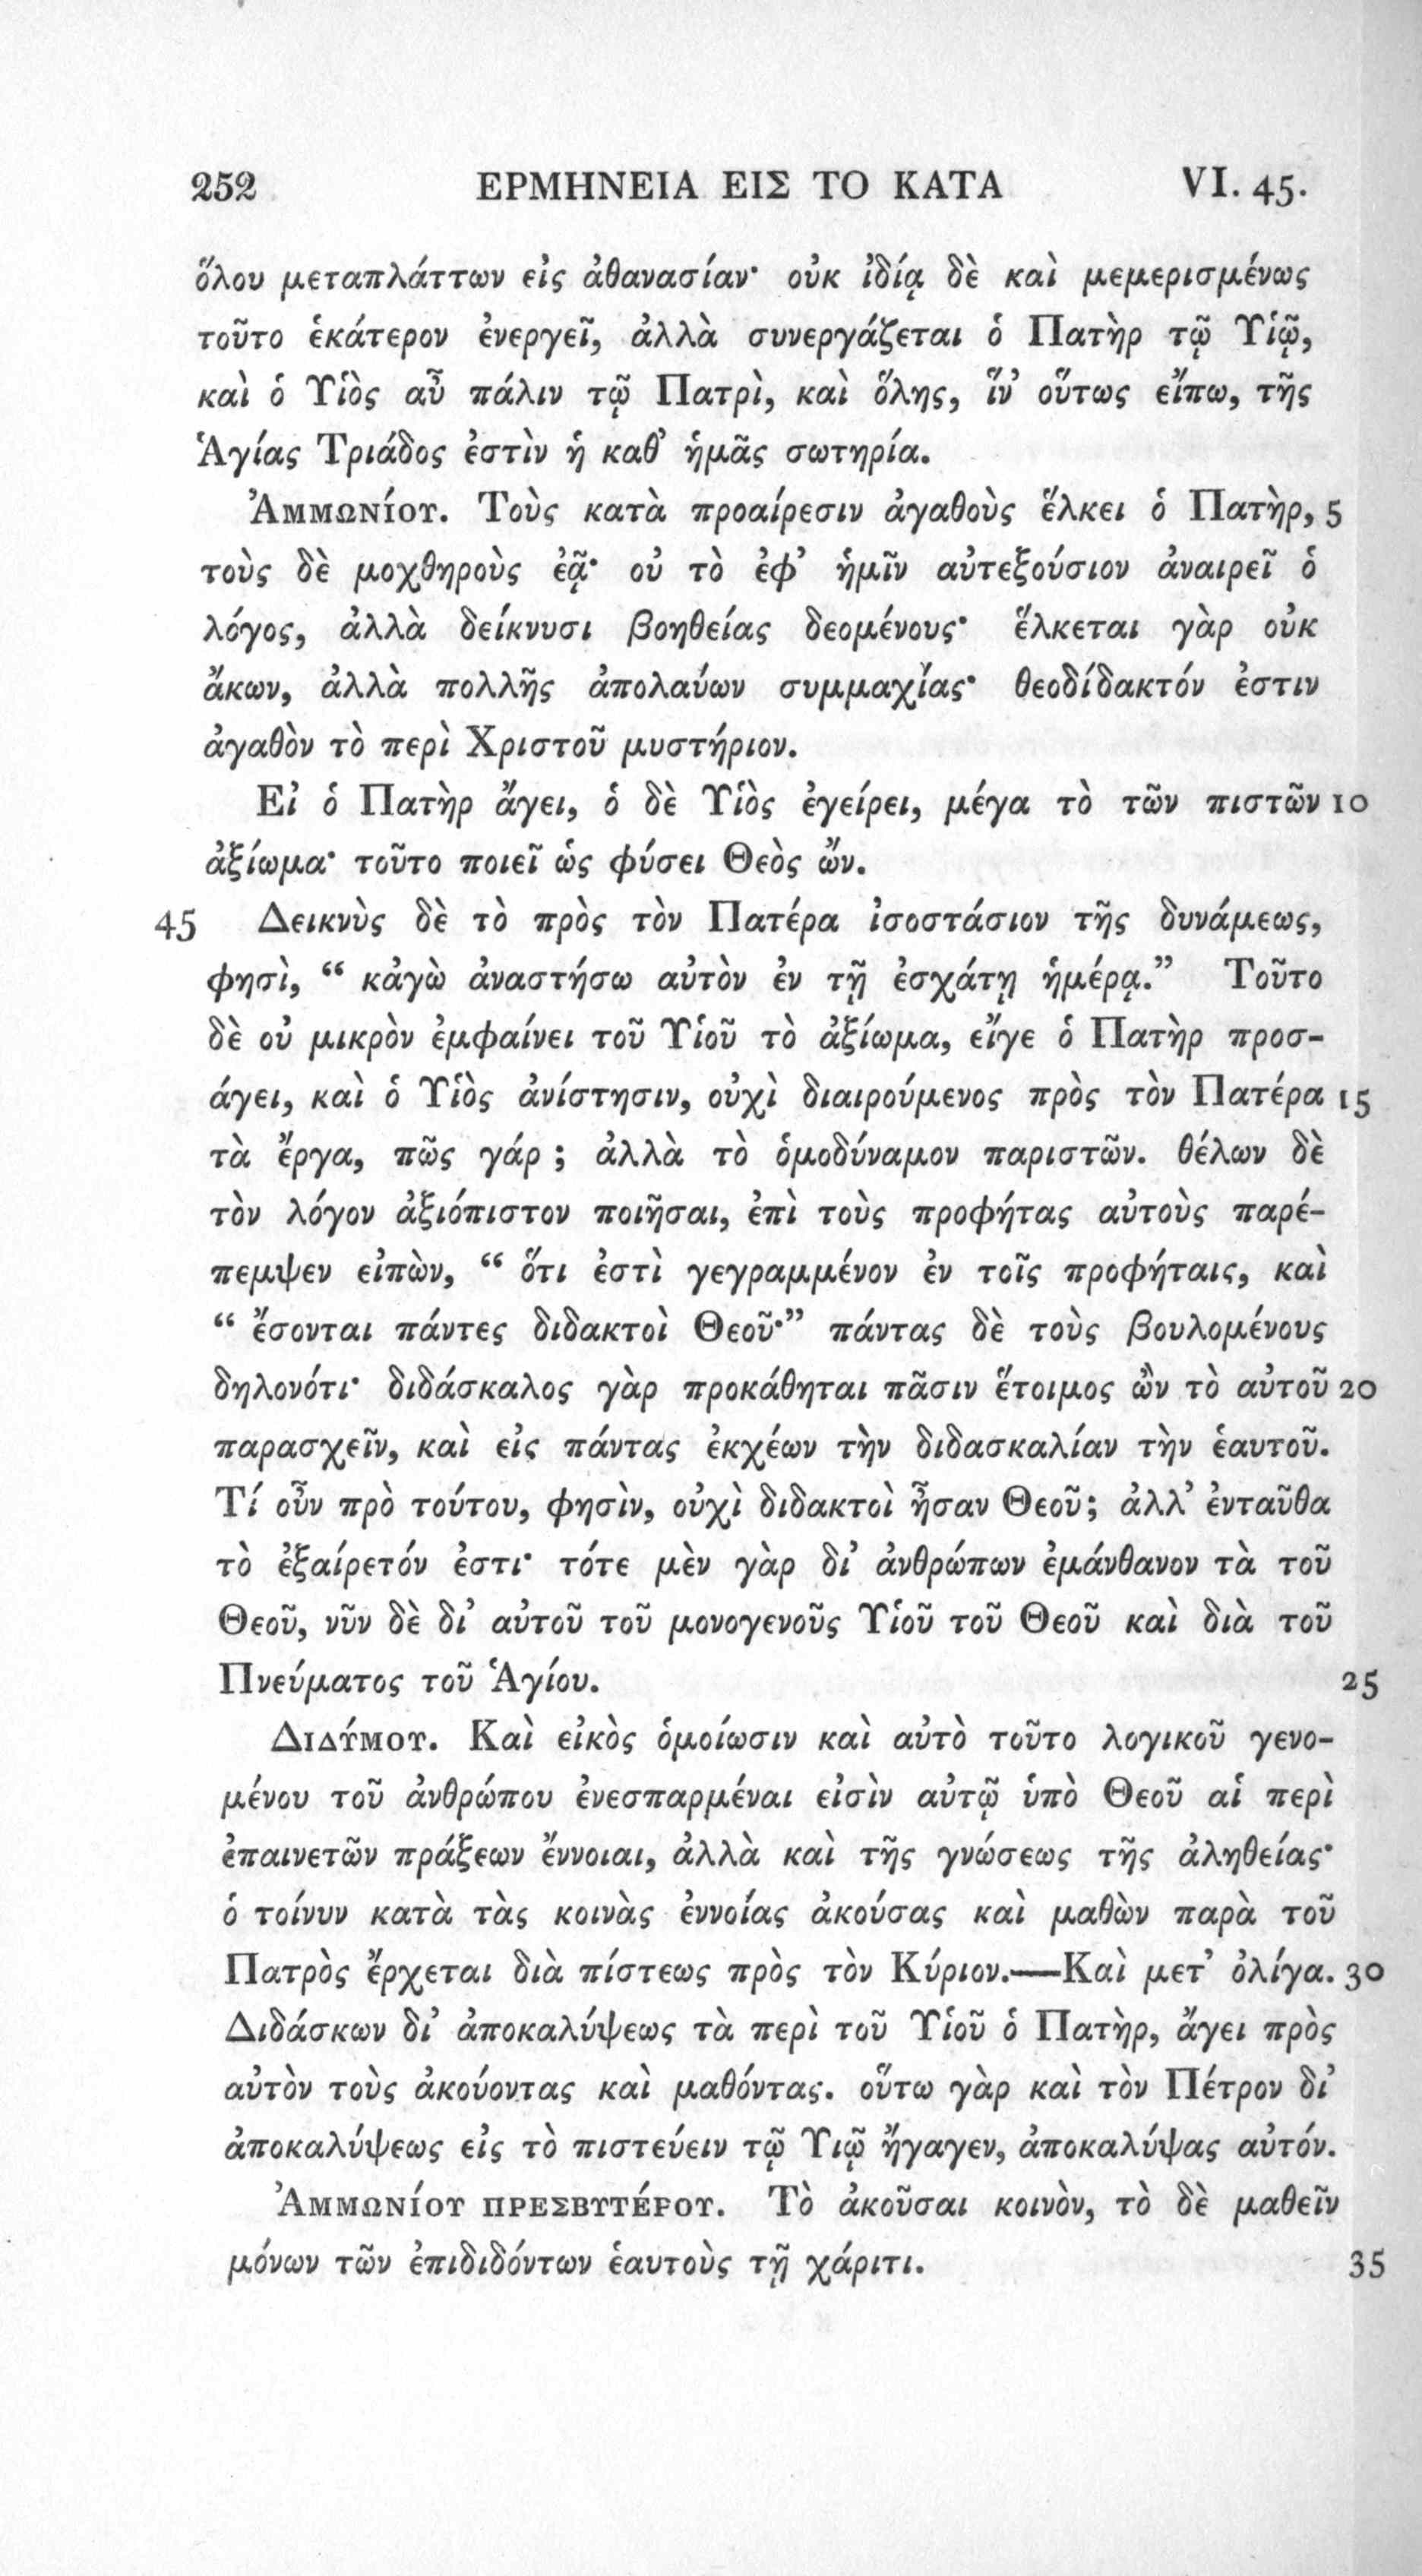 252 ΕΡΜΗΝΕΙΑ ΕΙΣ ΤΟ ΚΑΤΑ VI. 45.
ὅλου μεταπλάττων εἰς ἀθανασίαν· οὐκ ἰδίᾳ δὲ καὶ μεμερισμένως
τοῦτο ἑκάτερον ἐνεργεῖ, ἀλλὰ συνεργάζεται ὁ Πατὴρ τῷ Υἱῷ,
καὶ ὁ Υἱὸς αὖ πάλιν τῷ Πατρὶ, καὶ ὅλης, ἵν’ οὕτως εἴπω, τῆς
Ἁγίας Τριάδος ἐστὶν ἡ καθ’ ἡμᾶς σωτηρία.
Ἀμμωνίου. Τοὺς κατὰ προαίρεσιν ἀγαθοὺς ἕλκει ὁ Πατὴρ, 5
τοὺς δὲ μοχθηροὺς ἐᾷ· οὐ τὸ ἐφ’ ἡμῖν αὐτεξούσιον ἀναιρεῖ ὁ
λόγος, ἀλλὰ δείκνυσι βοηθείας δεομένους· ἕλκεται γὰρ οὐκ
ἄκων, ἀλλὰ πολλῆς ἀπολαύων συμμαχίας· θεοδίδακτόν ἐστιν
ἀγαθὸν τὸ περὶ Χριστοῦ μυστήριον.
Εἰ ὁ Πατὴρ ἄγει, ὁ δὲ Υἱὸς ἐγείρει, μέγα τὸ τῶν πιστῶν 10
ἀξίωμα· τοῦτο ποιεῖ ὡς φύσει Θεὸς ὤν.
45 Δεικνὺς δὲ τὸ πρὸς τὸν Πατέρα ἰσοστάσιον τῆς δυνάμεως,
φησὶ, “ κἀγὼ ἀναστήσω αὐτὸν ἐν τῇ ἐσχάτῃ ἡμέρᾳ.” Τοῦτο
δὲ οὐ μικρὸν ἐμφαίνει τοῦ Υἱοῦ τὸ ἀξίωμα, εἴγε ὁ Πατὴρ προσ-
άγει, καὶ ὁ Υἱὸς ἀνίστησιν, οὐχὶ διαιρούμενος πρὸς τὸν Πατέρα 15
τὰ ἔργα, πῶς γάρ ; ἀλλὰ τὸ ὁμοδύναμον παριστῶν. θέλων δὲ
τὸν λόγον ἀξιόπιστον ποιῆσαι, ἐπὶ τοὺς προφήτας αὐτοὺς παρέ-
πεμψεν εἰπὼν, “ ὅτι ἐστὶ γεγραμμένον ἐν τοῖς προφήταις, καὶ
“ ἔσονται πάντες διδακτοὶ Θεοῦ·” πάντας δὲ τοὺς βουλομένους
δηλονότι· διδάσκαλος γὰρ προκάθηται πᾶσιν ἕτοιμος ὢν τὸ αὐτοῦ 20
παρασχεῖν, καὶ εἰς πάντας ἐκχέων τὴν διδασκαλίαν τὴν ἑαυτοῦ.
Τί οὖν πρὸ τούτου, φησὶν, οὐχὶ διδακτοὶ ἦσαν Θεοῦ; ἀλλ’ ἐνταῦθα
τὸ ἐξαίρετόν ἐστι· τότε μὲν γὰρ δι’ ἀνθρώπων ἐμάνθανον τὰ τοῦ
Θεοῦ, νῦν δὲ δι’ αὐτοῦ τοῦ μονογενοῦς Υἱοῦ τοῦ Θεοῦ καὶ διὰ τοῦ
Πνεύματος τοῦ Ἁγίου. 25
Διδύμου. Καὶ εἰκὸς ὁμοίωσιν καὶ αὐτὸ τοῦτο λογικοῦ γενο-
μένου τοῦ ἀνθρώπου ἐνεσπαρμέναι εἰσὶν αὐτῷ ὑπὸ Θεοῦ αἱ περὶ
ἐπαινετῶν πράξεων ἔννοιαι, ἀλλὰ καὶ τῆς γνώσεως τῆς ἀληθείας·
ὁ τοίνυν κατὰ τὰς κοινὰς ἐννοίας ἀκούσας καὶ μαθὼν παρὰ τοῦ
Πατρὸς ἔρχεται διὰ πίστεως πρὸς τὸν Κύριον.—Καὶ μετ’ ὀλίγα. 30
Διδάσκων δι’ ἀποκαλύψεως τὰ περὶ τοῦ Υἱοῦ ὁ Πατὴρ, ἄγει πρὸς
αὐτὸν τοὺς ἀκούοντας καὶ μαθόντας. οὕτω γὰρ καὶ τὸν Πέτρον δι’
ἀποκαλύψεως εἰς τὸ πιστεύειν τῷ Υιῷ ἤγαγεν, ἀποκαλύψας αὐτόν.
Ἀμμωνίου πρεσβυτέρου. Τὸ ἀκοῦσαι κοινὸν, τὸ δὲ μαθεῖν
μόνων τῶν ἐπιδιδόντων ἑαυτοὺς τῇ χάριτι. 35